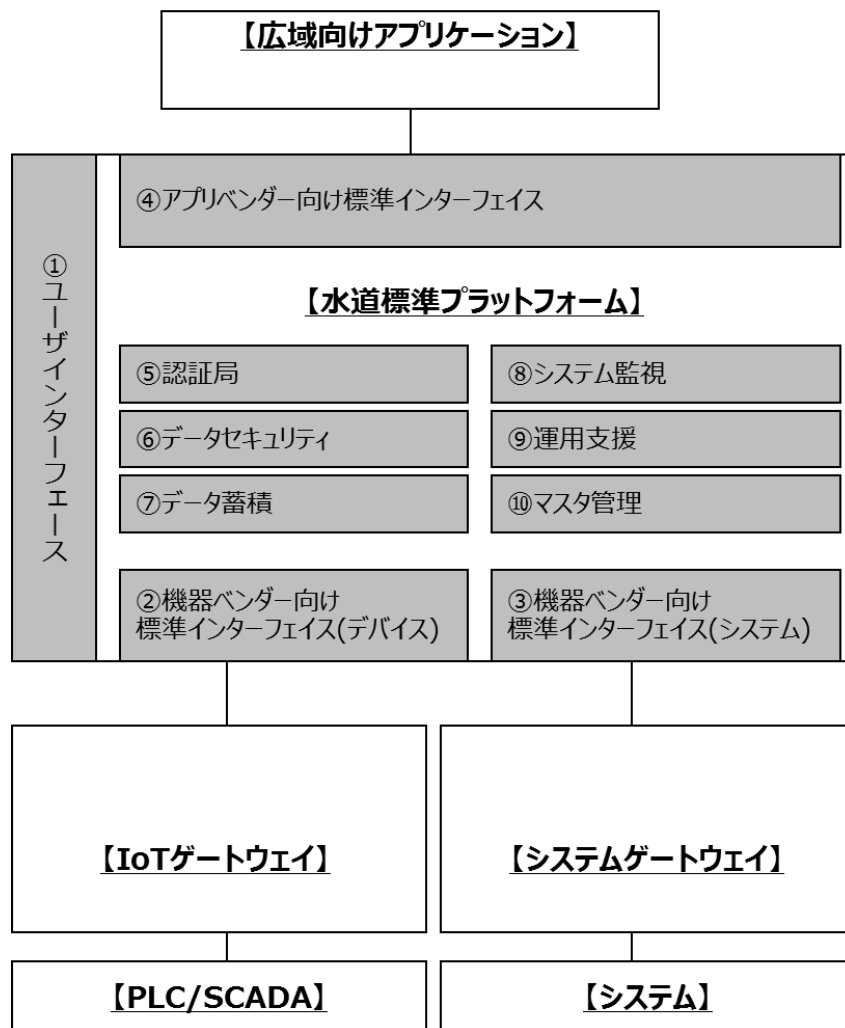 【広域向けアプリケーション】
④アプリベンダー向け標準インターフェイス
①ユーザインターフェース
【水道標準プラットフォーム】
⑤認証局
⑧システム監視
⑥データセキュリティ
⑨運用支援
⑦データ蓄積
⑩マスタ管理
②機器ベンダー向け
標準インターフェイス(デバイス)
③機器ベンダー向け
標準インターフェイス(システム)
【IoTゲートウェイ】
【システムゲートウェイ】
【PLC/SCADA】
【システム】